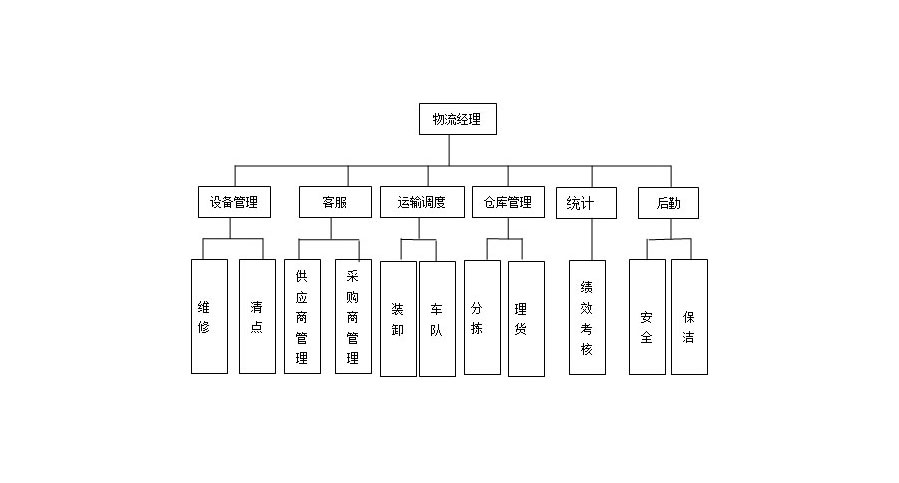 物流经理
设备管理
客服
运输调度
仓库管理
统计
后勤
维修
清点
供应商管理
采购商管理
装卸
车队
分拣
理货
绩效考核
安全
保洁